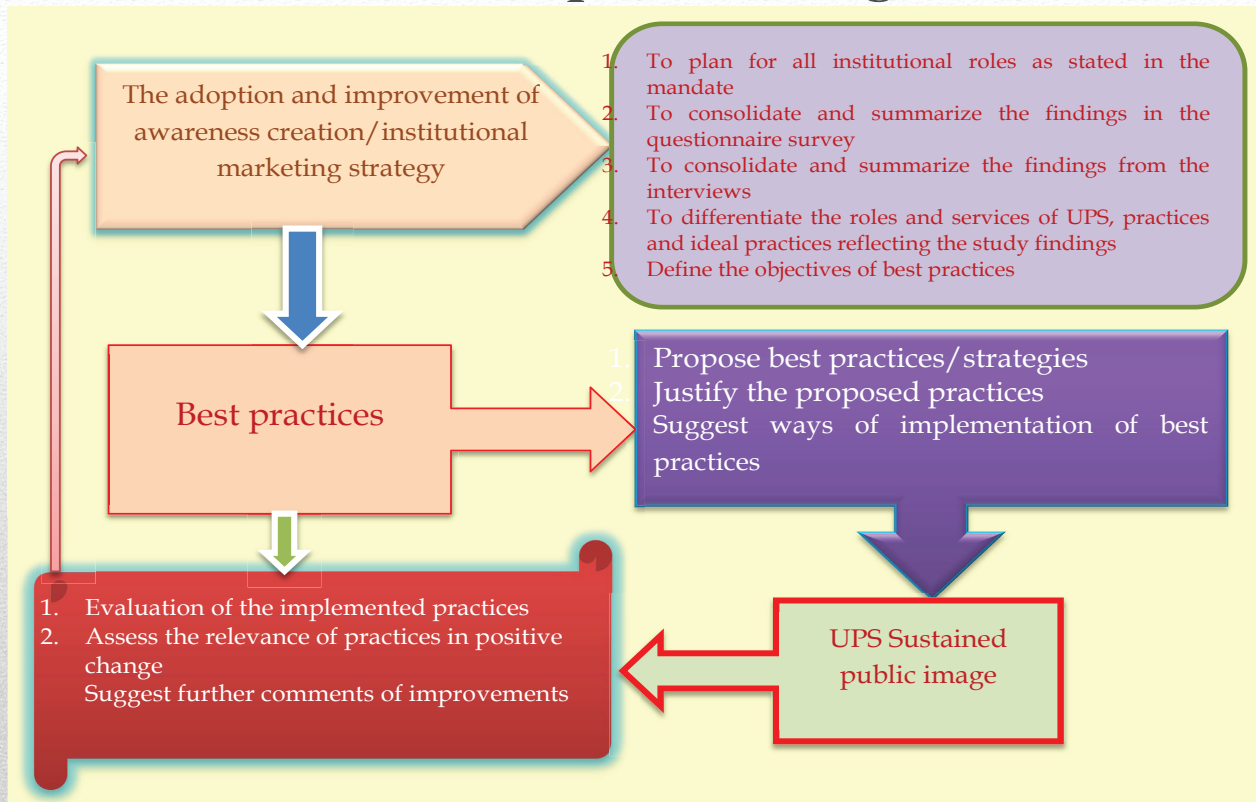 The adoption and improvement of
awareness creation/institutional
marketing strategy
1. To plan for all institutional roles as stated in the
mandate
2. To consolidate and summarize the findings in the
questionnaire survey
3. To consolidate and summarize the findings from the
interviews
4. To differentiate the roles and services of UPS, practices
and ideal practices reflecting the study findings
5. Define the objectives of best practices
Best practices
1. Propose best practices/strategies
2. Justify the proposed practices
Suggest ways of implementation of best
practices
1. Evaluation of the implemented practices
2. Assess the relevance of practices in positive
change
Suggest further comments of improvements
UPS Sustained
public image